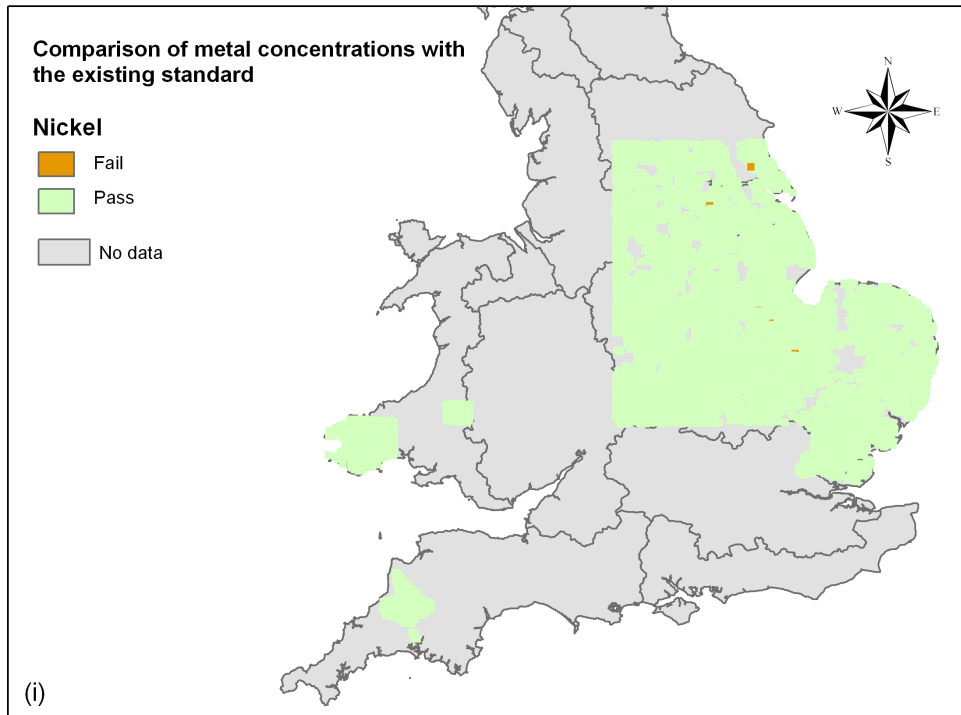 Comparison of metal concentrations with
the existing standard
Nickel
Fail
Pass
No data
N
W
E
S
(i)